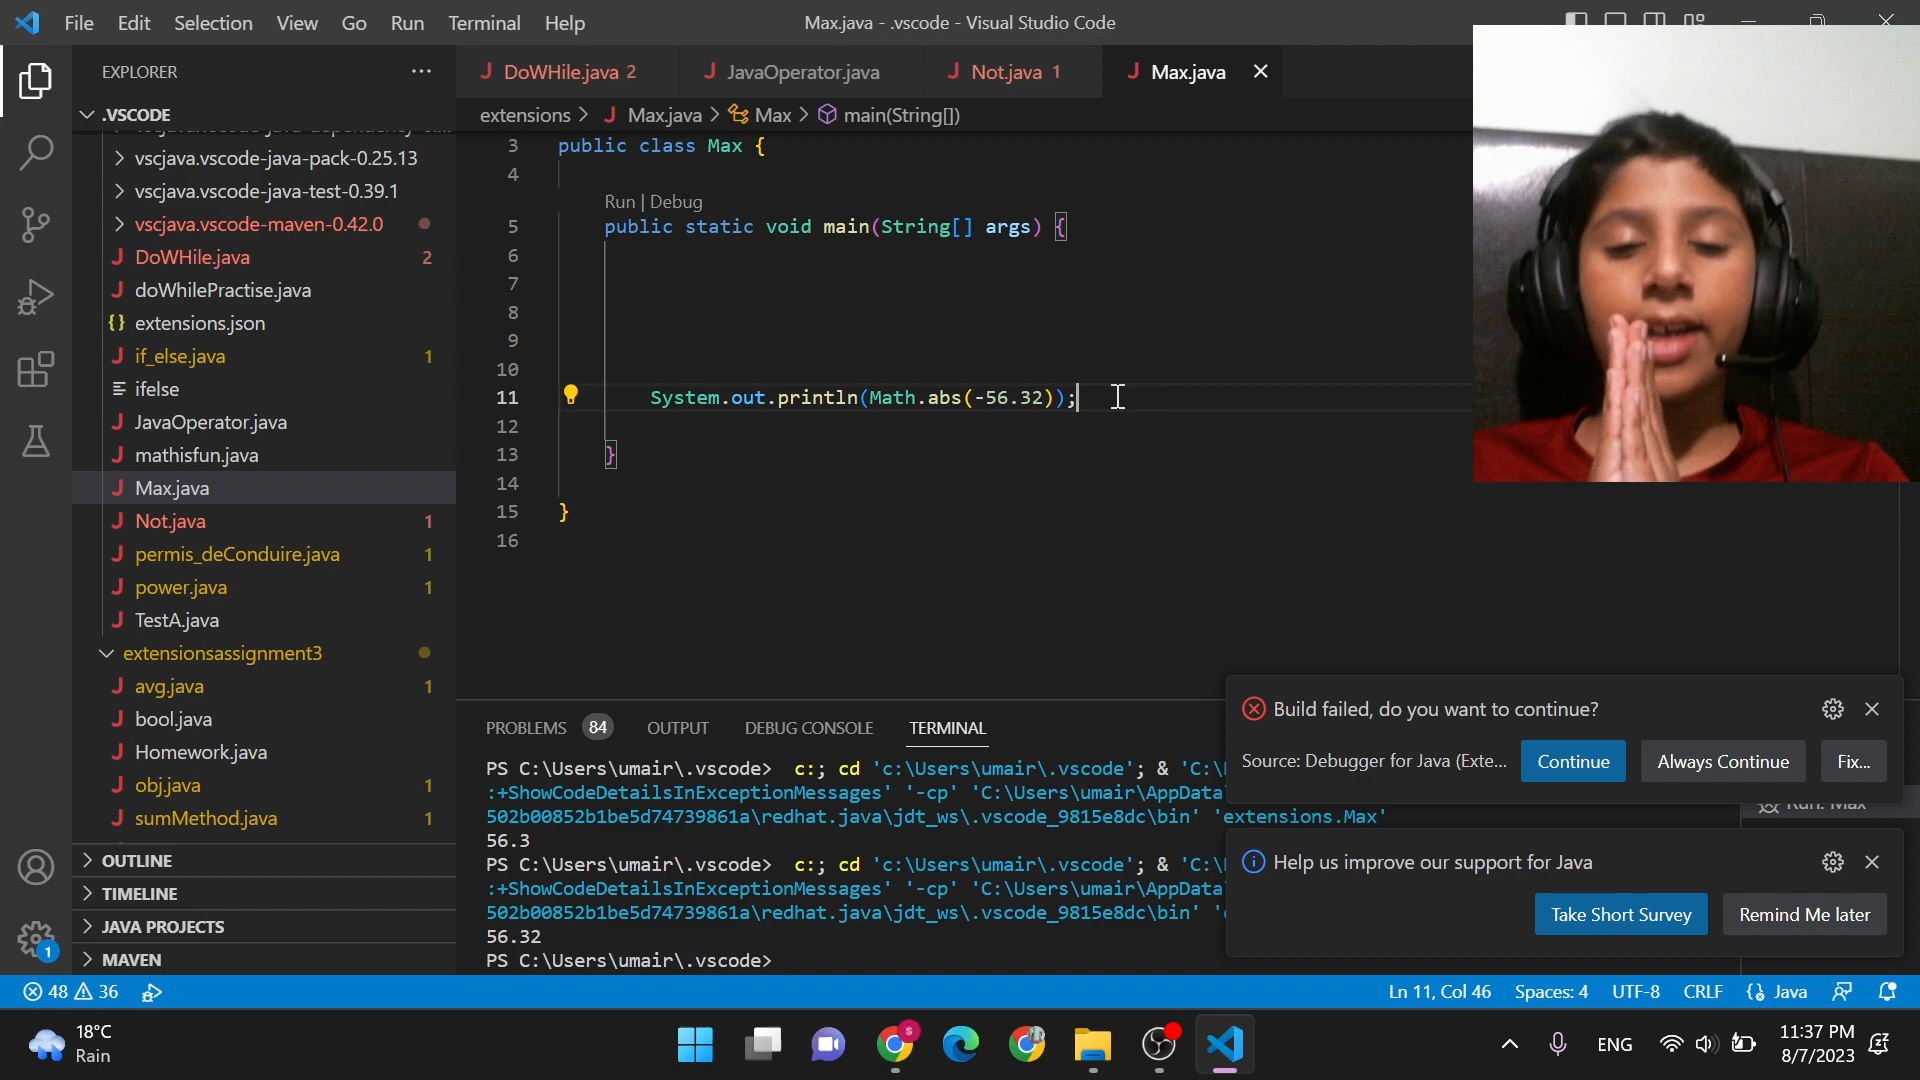 File Edit Selection View Go Run Terminal Help
Max.java - .vscode - Visual Studio Code
EXPLORER
DoWHile.java 2
JavaOperator.java
Not.java 1
Max.java
.VSCODE
extensions > Max.java > Max > main(String[])
vscjava.vscode-java-pack-0.25.13
vscjava.vscode-java-test-0.39.1
vscjava.vscode-maven-0.42.0
DoWHile.java 2
doWhilePractise.java
extensions.json
if_else.java 1
ifelse
JavaOperator.java
mathisfun.java
Max.java
Not.java 1
permis_deConduire.java 1
power.java 1
TestA.java
extensionsassignment3
avg.java 1
bool.java
Homework.java
obj.java 1
sumMethod.java 1
OUTLINE
TIMELINE
JAVA PROJECTS
MAVEN
3 public class Max {
4
Run | Debug
5 public static void main(String[] args) {
6
7
8
9
10
11 System.out.println(Math.abs(-56.32));
12
13 }
14
15 }
16
PROBLEMS 84 OUTPUT DEBUG CONSOLE TERMINAL
PS C:\Users\umair\.vscode> c:; cd 'c:\Users\umair\.vscode'; & 'C:\
:+ShowCodeDetailsInExceptionMessages' '-cp' 'C:\Users\umair\AppData
502b00852b1be5d74739861a\redhat.java\jdt_ws\.vscode_9815e8dc\bin' 'extensions.Max'
56.3
PS C:\Users\umair\.vscode> c:; cd 'c:\Users\umair\.vscode'; & 'C:\
:+ShowCodeDetailsInExceptionMessages' '-cp' 'C:\Users\umair\AppData
502b00852b1be5d74739861a\redhat.java\jdt_ws\.vscode_9815e8dc\bin'
56.32
PS C:\Users\umair\.vscode>
Build failed, do you want to continue?
Source: Debugger for Java (Exte...
Continue
Always Continue
Fix...
Run: Max
Help us improve our support for Java
Take Short Survey
Remind Me later
1
48 36
Ln 11, Col 46 Spaces: 4 UTF-8 CRLF Java
18°C
Rain
S
ENG
11:37 PM
8/7/2023